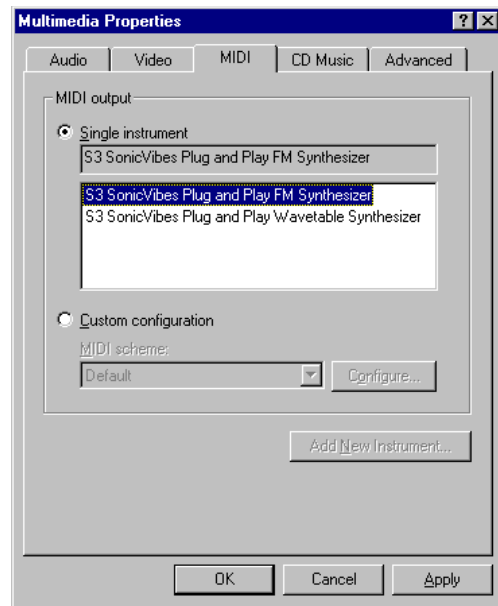 Multimedia Properties
Audio Video MIDI CD Music Advanced
MIDI output
Single instrument
S3 SonicVibes Plug and Play FM Synthesizer
S3 SonicVibes Plug and Play FM Synthesizer
S3 SonicVibes Plug and Play Wavetable Synthesizer
Custom configuration
MIDI scheme:
Default Configure...
Add New Instrument...
OK Cancel Apply